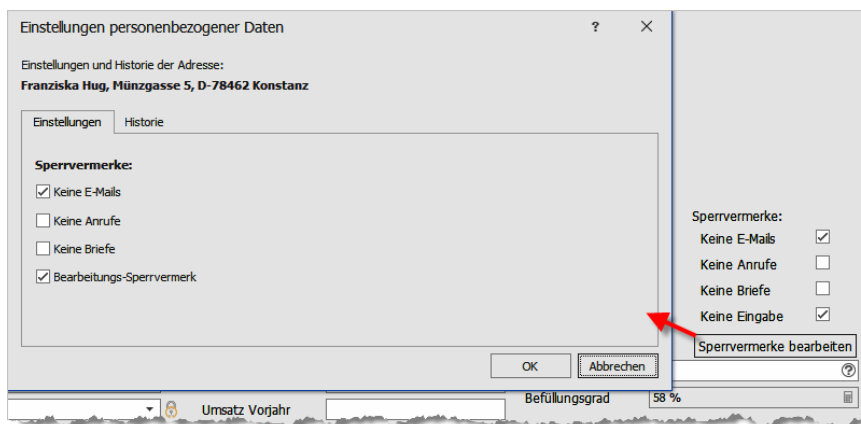 Einstellungen personenbezogener Daten ? ×
Einstellungen und Historie der Adresse:
Franziska Hug, Münzgasse 5, D-78462 Konstanz
Einstellungen Historie
Sperrvermerke:
Keine E-Mails
Keine Anrufe
Keine Briefe
Bearbeitungs-Sperrvermerk
OK Abbrechen
Sperrvermerke:
Keine E-Mails
Keine Anrufe
Keine Briefe
Keine Eingabe
Sperrvermerke bearbeiten
?
Umsatz Vorjahr
Befüllungsgrad 58 %